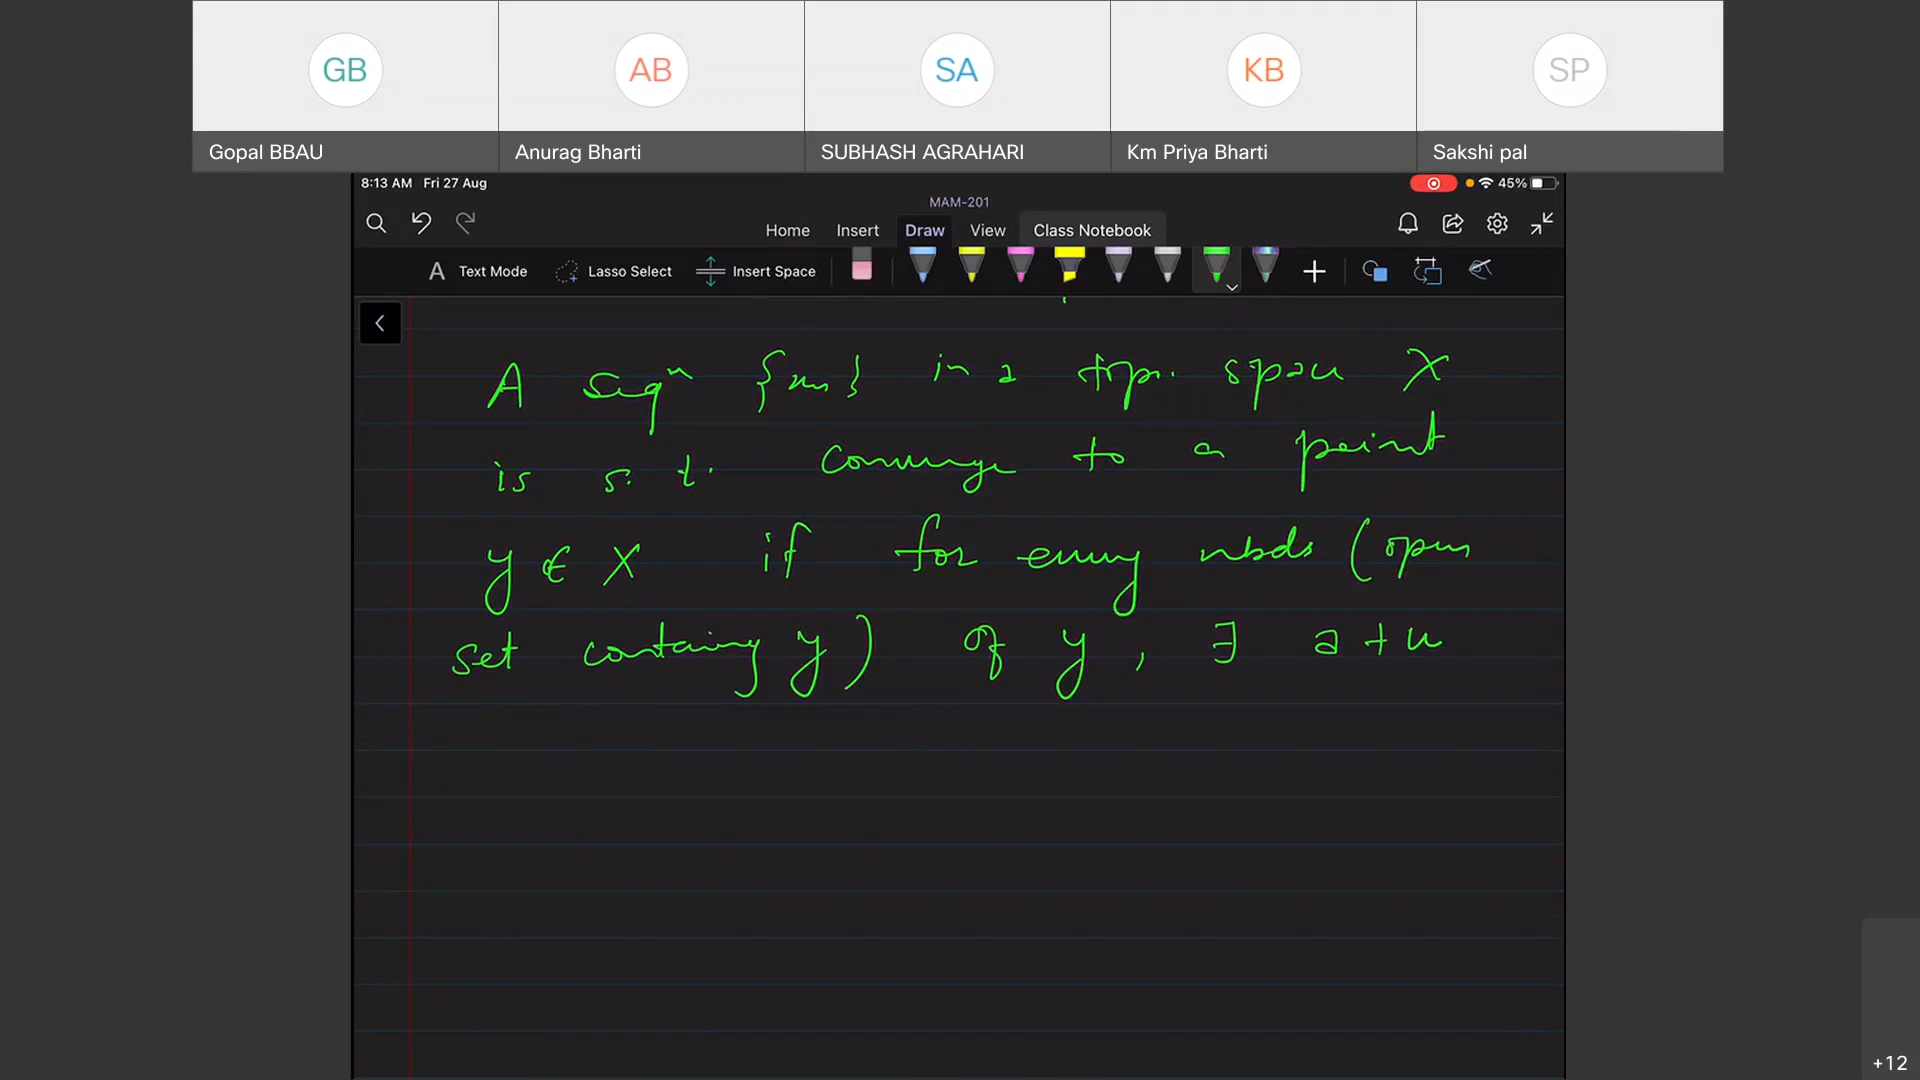 GB AB SA KB SP
Gopal BBAU Anurag Bharti SUBHASH AGRAHARI Km Priya Bharti Sakshi pal
8:13 AM Fri 27 Aug 45%
MAM-201
Home Insert Draw View Class Notebook
A Text Mode Lasso Select Insert Space
A seqⁿ {xn} in a top. space X
is s.t. converge to a point
y ∈ X if for every nbds (open
set containing y) of y, ∃ a +ve
+12